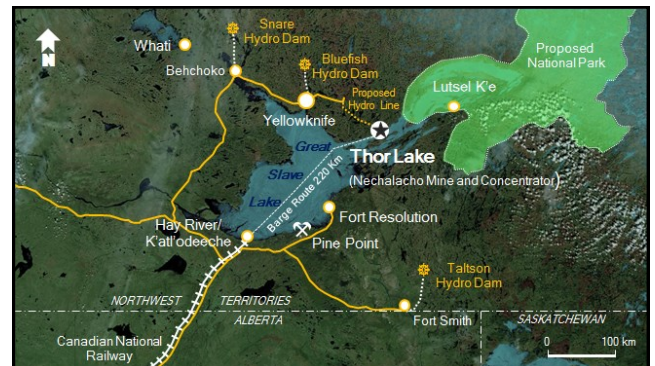 Snare
Hydro Dam
Whati
Bluefish
Hydro Dam
Behchoko
Proposed
National Park
Proposed
Hydro Line
Lutsel K'e
N
Yellowknife
Great
Slave
Lake
Thor Lake
(Nechalacho Mine and Concentrator)
Barge Route 220 Km
Hay River/
K'atl'odeeche
Fort Resolution
Pine Point
Taltson
Hydro Dam
NORTHWEST TERRITORIES
ALBERTA
Fort Smith
SASKATCHEWAN
Canadian National
Railway
0 100 km